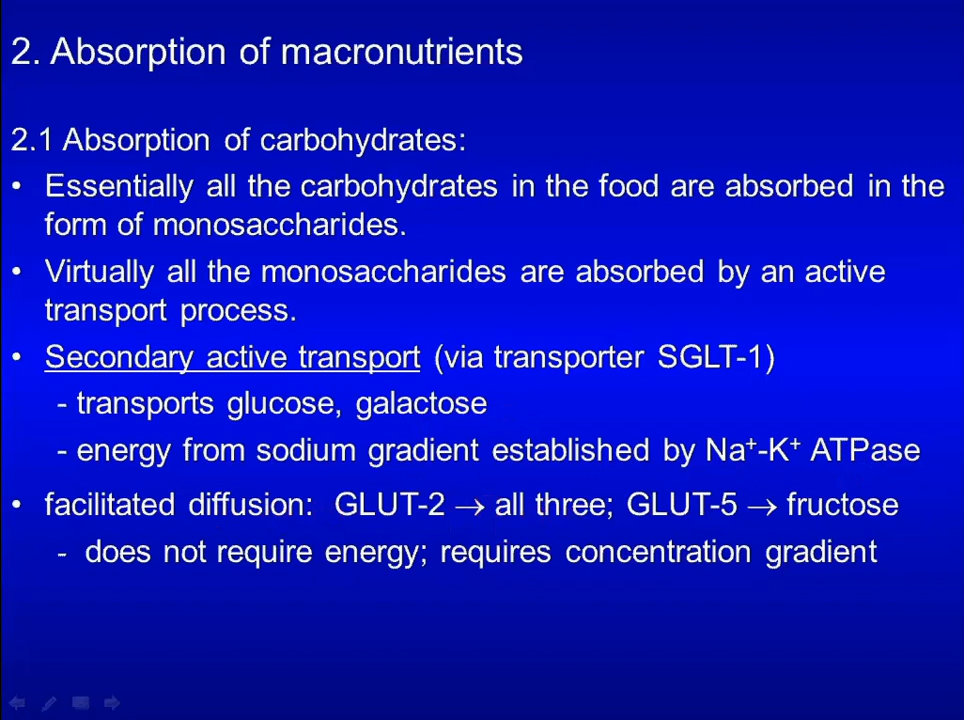 2. Absorption of macronutrients
2.1 Absorption of carbohydrates:
• Essentially all the carbohydrates in the food are absorbed in the
form of monosaccharides.
• Virtually all the monosaccharides are absorbed by an active
transport process.
• Secondary active transport (via transporter SGLT-1)
- transports glucose, galactose
- energy from sodium gradient established by Na⁺-K⁺ ATPase
• facilitated diffusion: GLUT-2 → all three; GLUT-5 → fructose
- does not require energy; requires concentration gradient